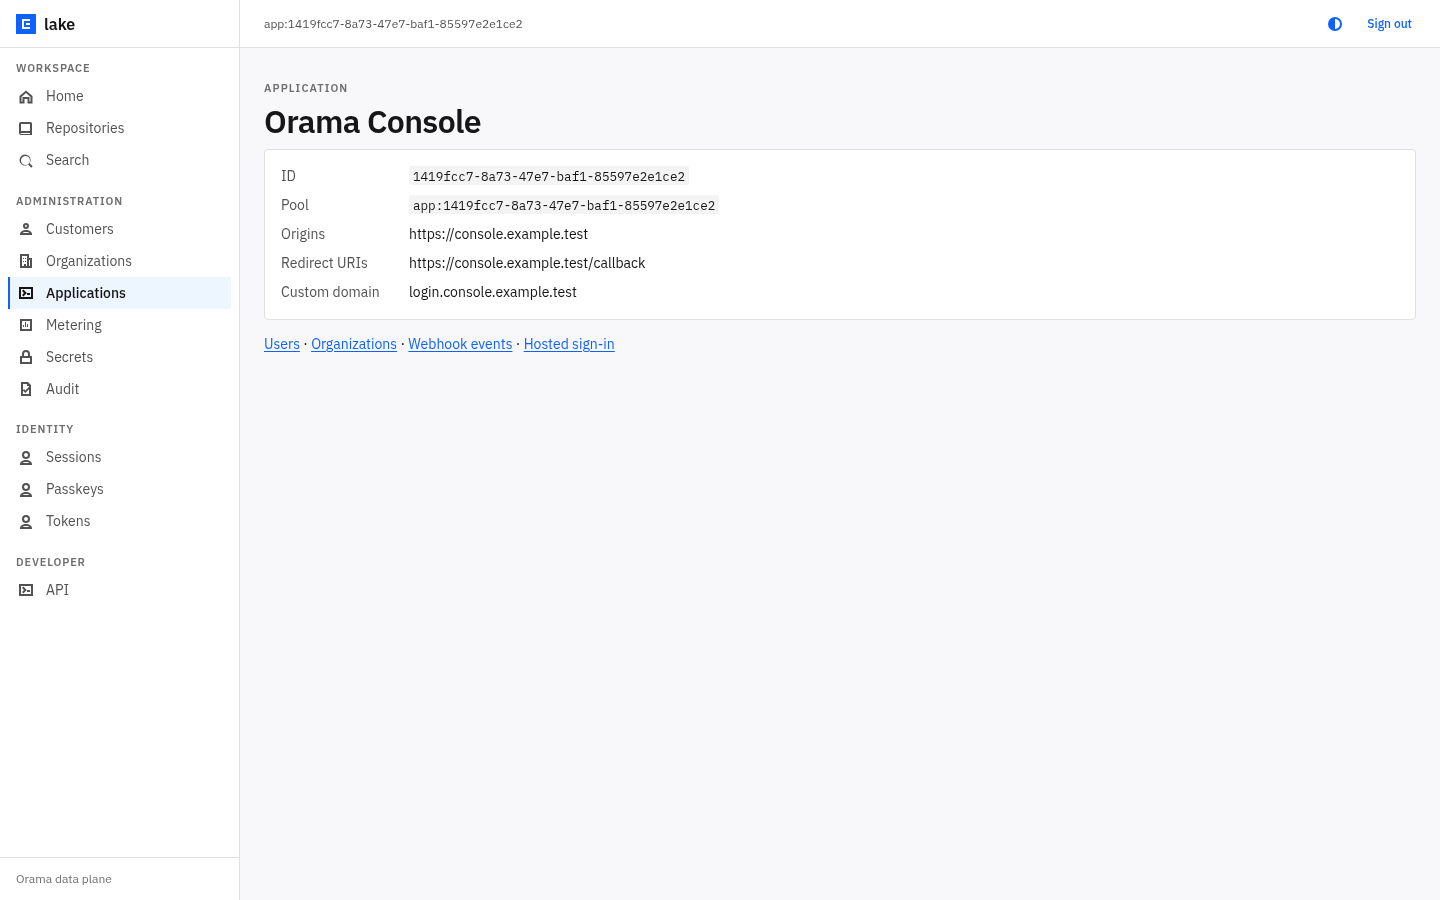 lake
app:1419fcc7-8a73-47e7-baf1-85597e2e1ce2
Sign out
WORKSPACE
Home
Repositories
Search
ADMINISTRATION
Customers
Organizations
Applications
Metering
Secrets
Audit
IDENTITY
Sessions
Passkeys
Tokens
DEVELOPER
API
Orama data plane
APPLICATION
Orama Console
ID 1419fcc7-8a73-47e7-baf1-85597e2e1ce2
Pool app:1419fcc7-8a73-47e7-baf1-85597e2e1ce2
Origins https://console.example.test
Redirect URIs https://console.example.test/callback
Custom domain login.console.example.test
Users · Organizations · Webhook events · Hosted sign-in